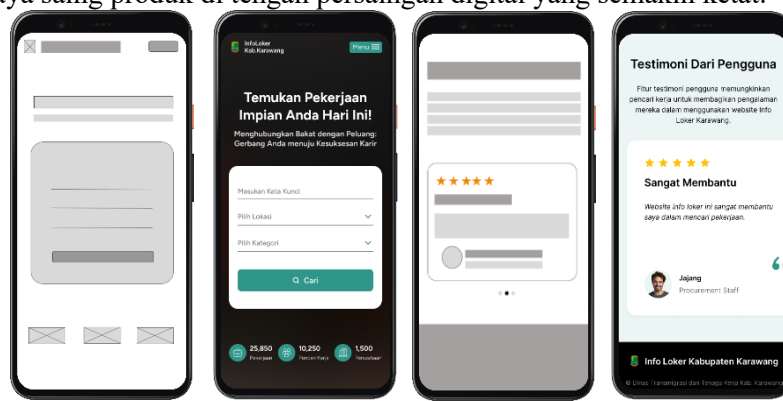 saing produk di tengah persaingan digital yang semakin ketat.
InfoLoker
Kab.Karawang
Menu
Temukan Pekerjaan
Impian Anda Hari Ini!
Menghubungkan Bakat dengan Peluang:
Gerbang Anda menuju Kesuksesan Karir
Masukan Kata Kunci
Pilih Lokasi
Pilih Kategori
Cari
25,850
Pekerjaan
10,250
Pencari Kerja
1,500
Perusahaan
Testimoni Dari Pengguna
Fitur testimoni pengguna memungkinkan
pencari kerja untuk membagikan pengalaman
mereka dalam menggunakan website Info
Loker Karawang.
Sangat Membantu
Website info loker ini sangat membantu
saya dalam mencari pekerjaan.
Jajang
Procurement Staff
Info Loker Kabupaten Karawang
© Dinas Transmigrasi dan Tenaga Kerja Kab. Karawang